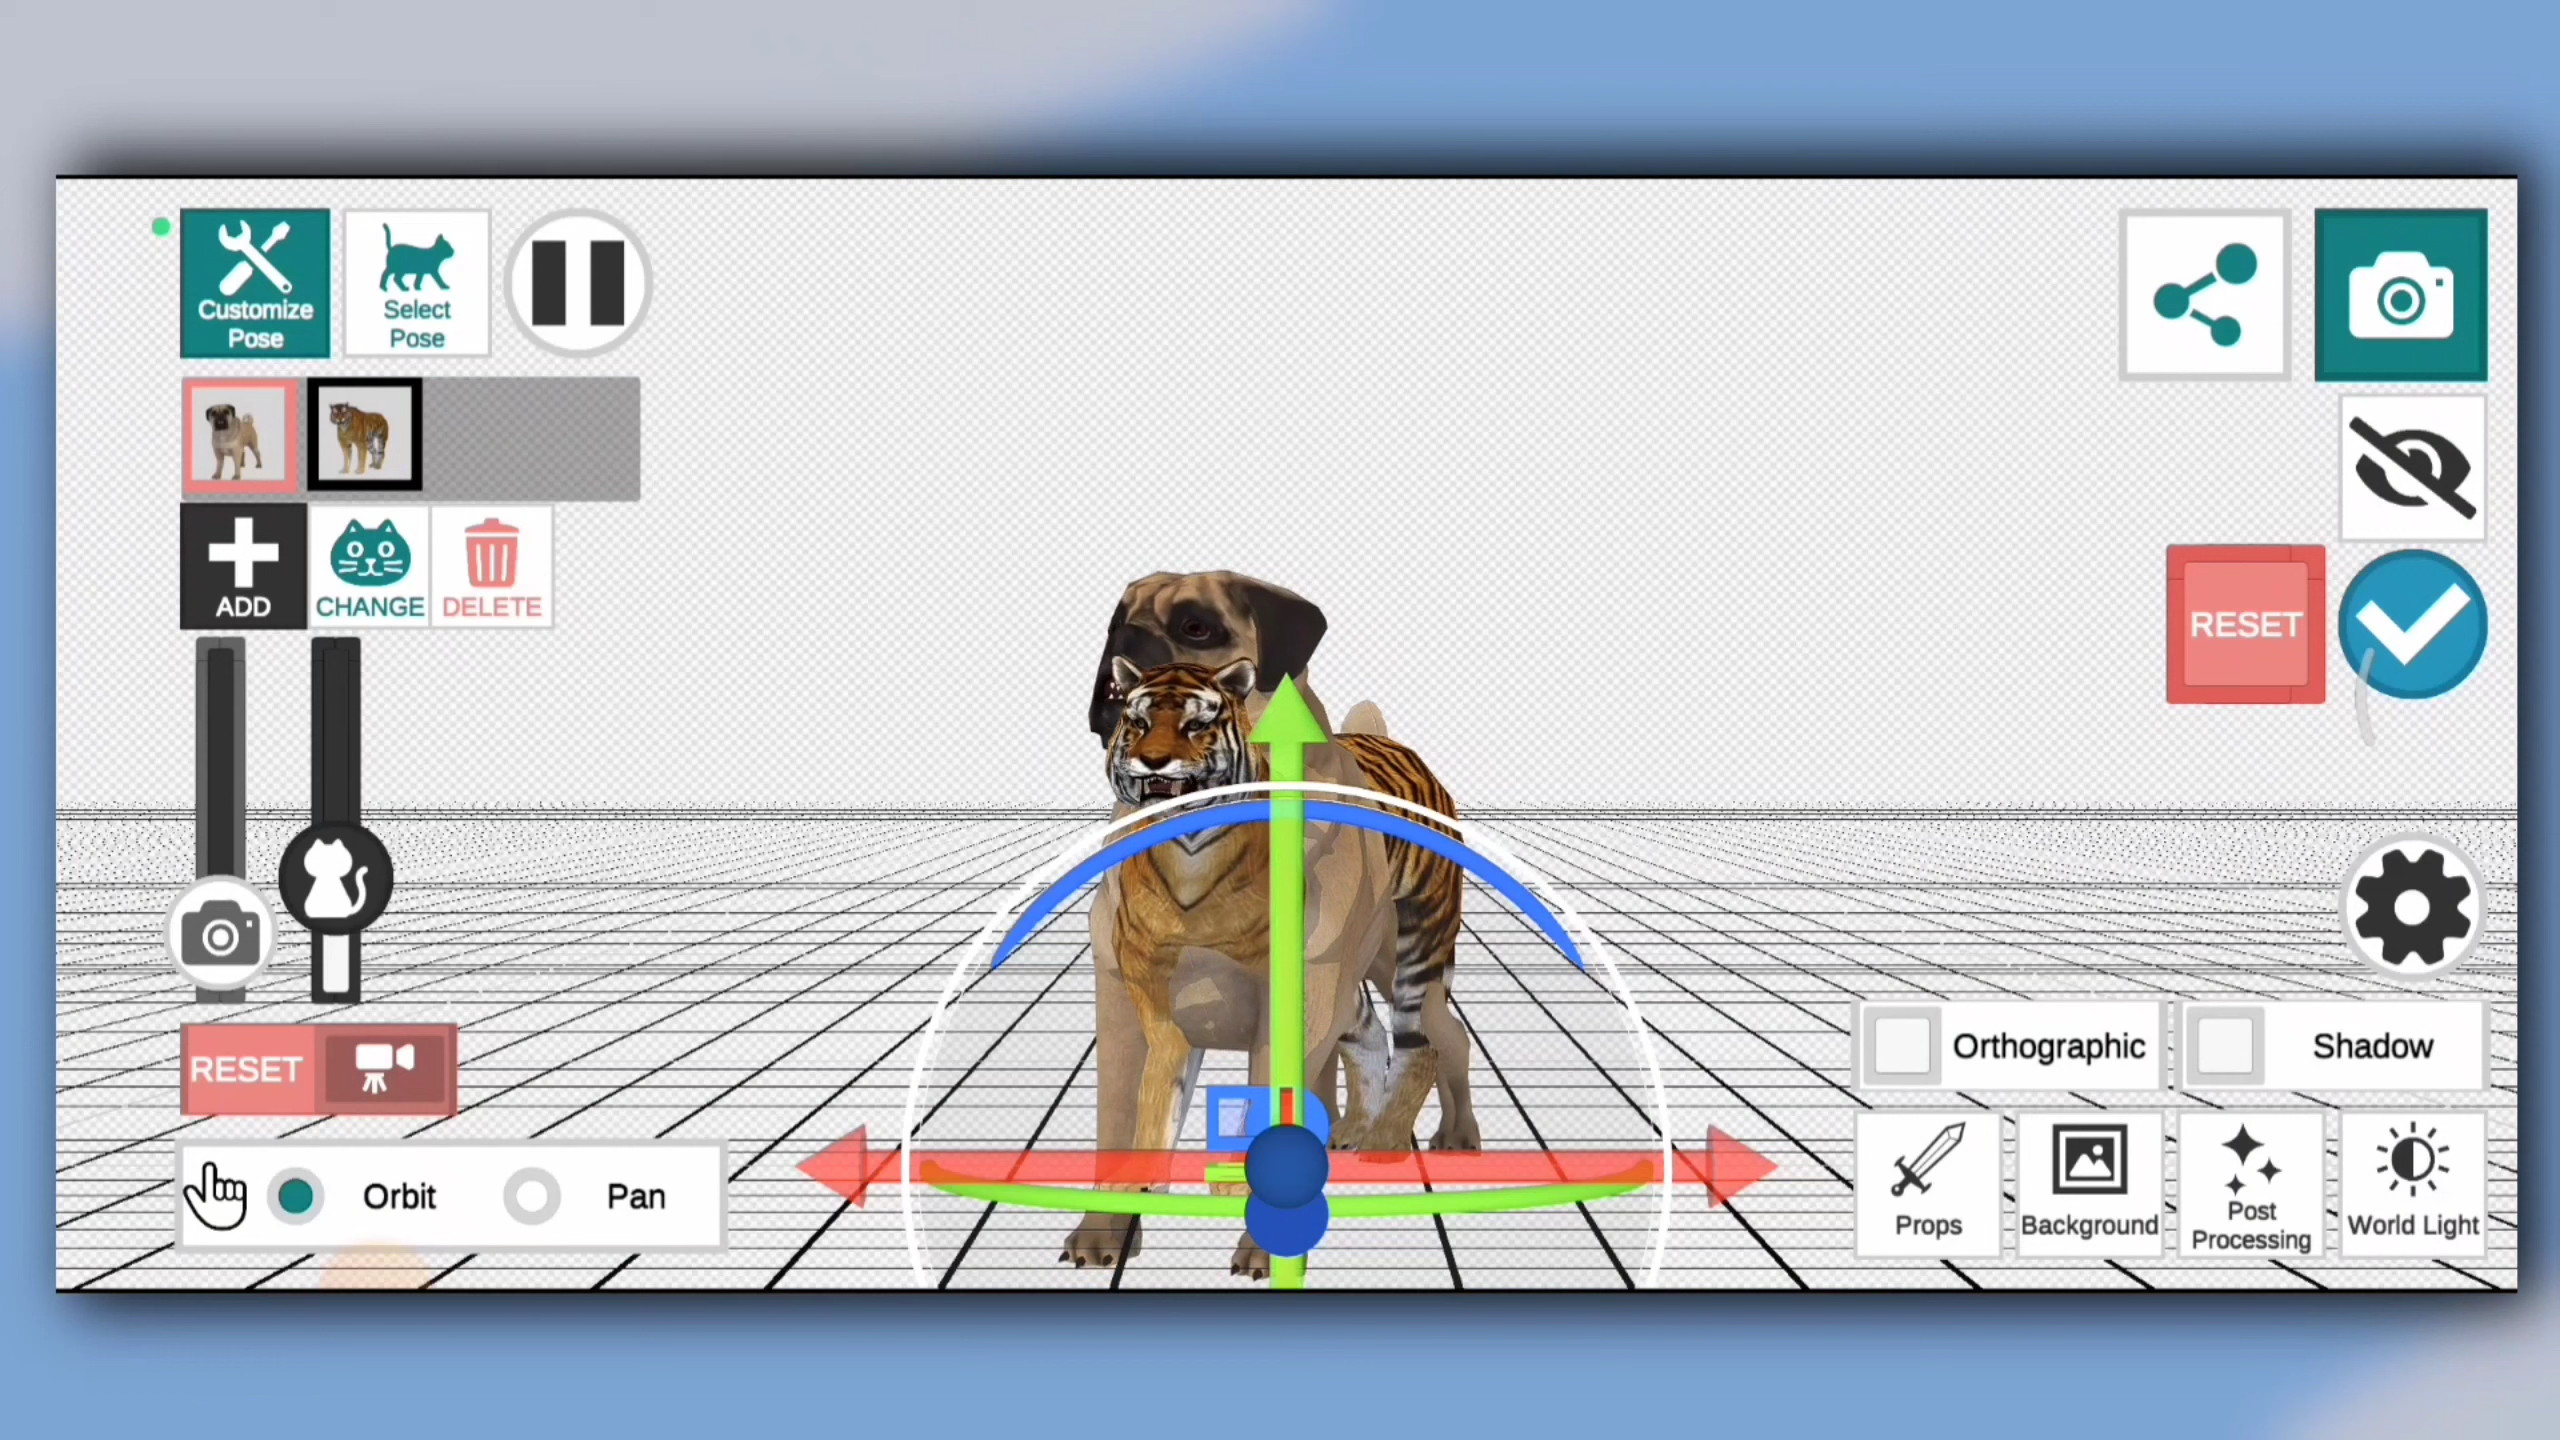 Customize
Pose
Select
Pose
ADD
CHANGE
DELETE
RESET
RESET
Orbit
Pan
Orthographic
Shadow
Props
Background
Post
Processing
World Light